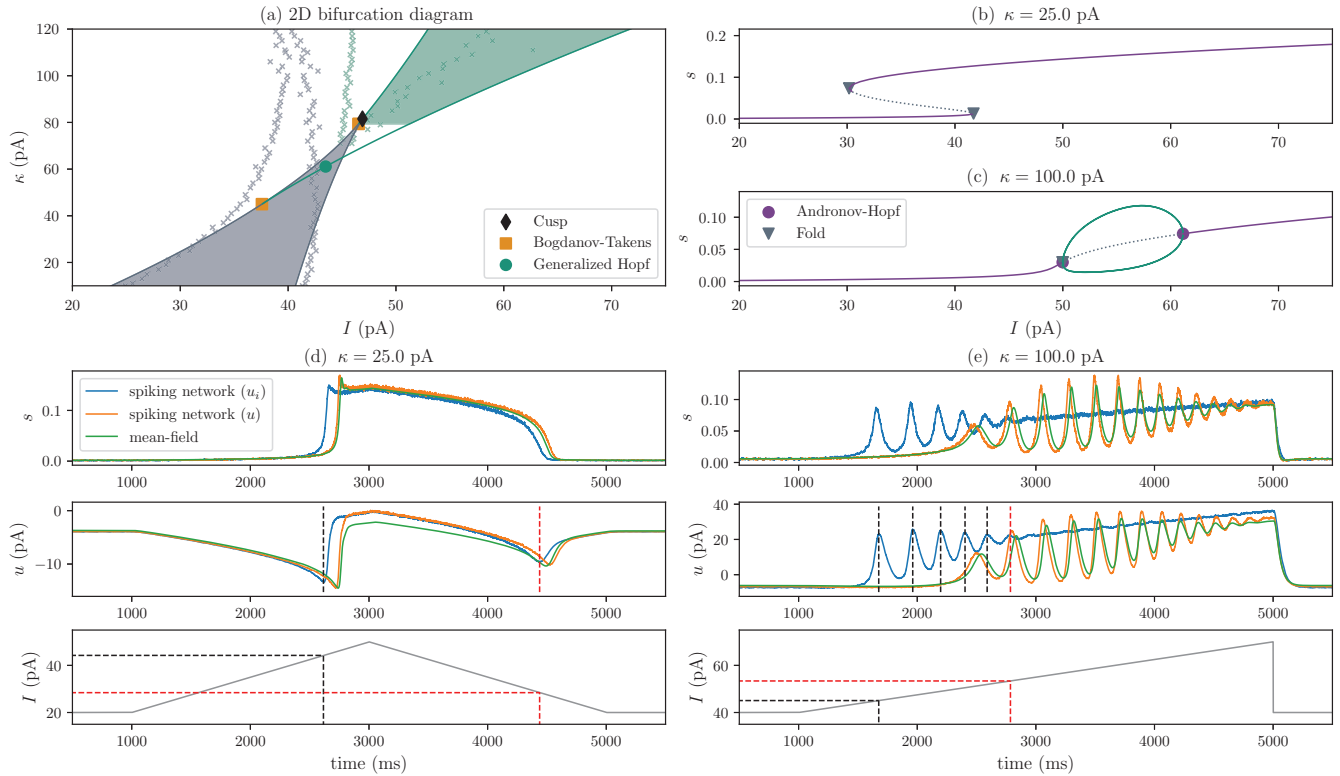 (a) 2D bifurcation diagram
120
100
80
60
40
20
κ (pA)
20 30 40 50 60 70
I (pA)
Cusp
Bogdanov-Takens
Generalized Hopf
(b) κ = 25.0 pA
0.2
0.1
0.0
s
20 30 40 50 60 70
(c) κ = 100.0 pA
0.10
0.05
0.00
s
Andronov-Hopf
Fold
20 30 40 50 60 70
I (pA)
(d) κ = 25.0 pA
0.1
0.0
s
spiking network (u_i)
spiking network (u)
mean-field
1000 2000 3000 4000 5000
0
−10
u (pA)
1000 2000 3000 4000 5000
40
20
I (pA)
1000 2000 3000 4000 5000
time (ms)
(e) κ = 100.0 pA
0.10
0.05
0.00
s
1000 2000 3000 4000 5000
40
20
0
u (pA)
1000 2000 3000 4000 5000
60
40
I (pA)
1000 2000 3000 4000 5000
time (ms)